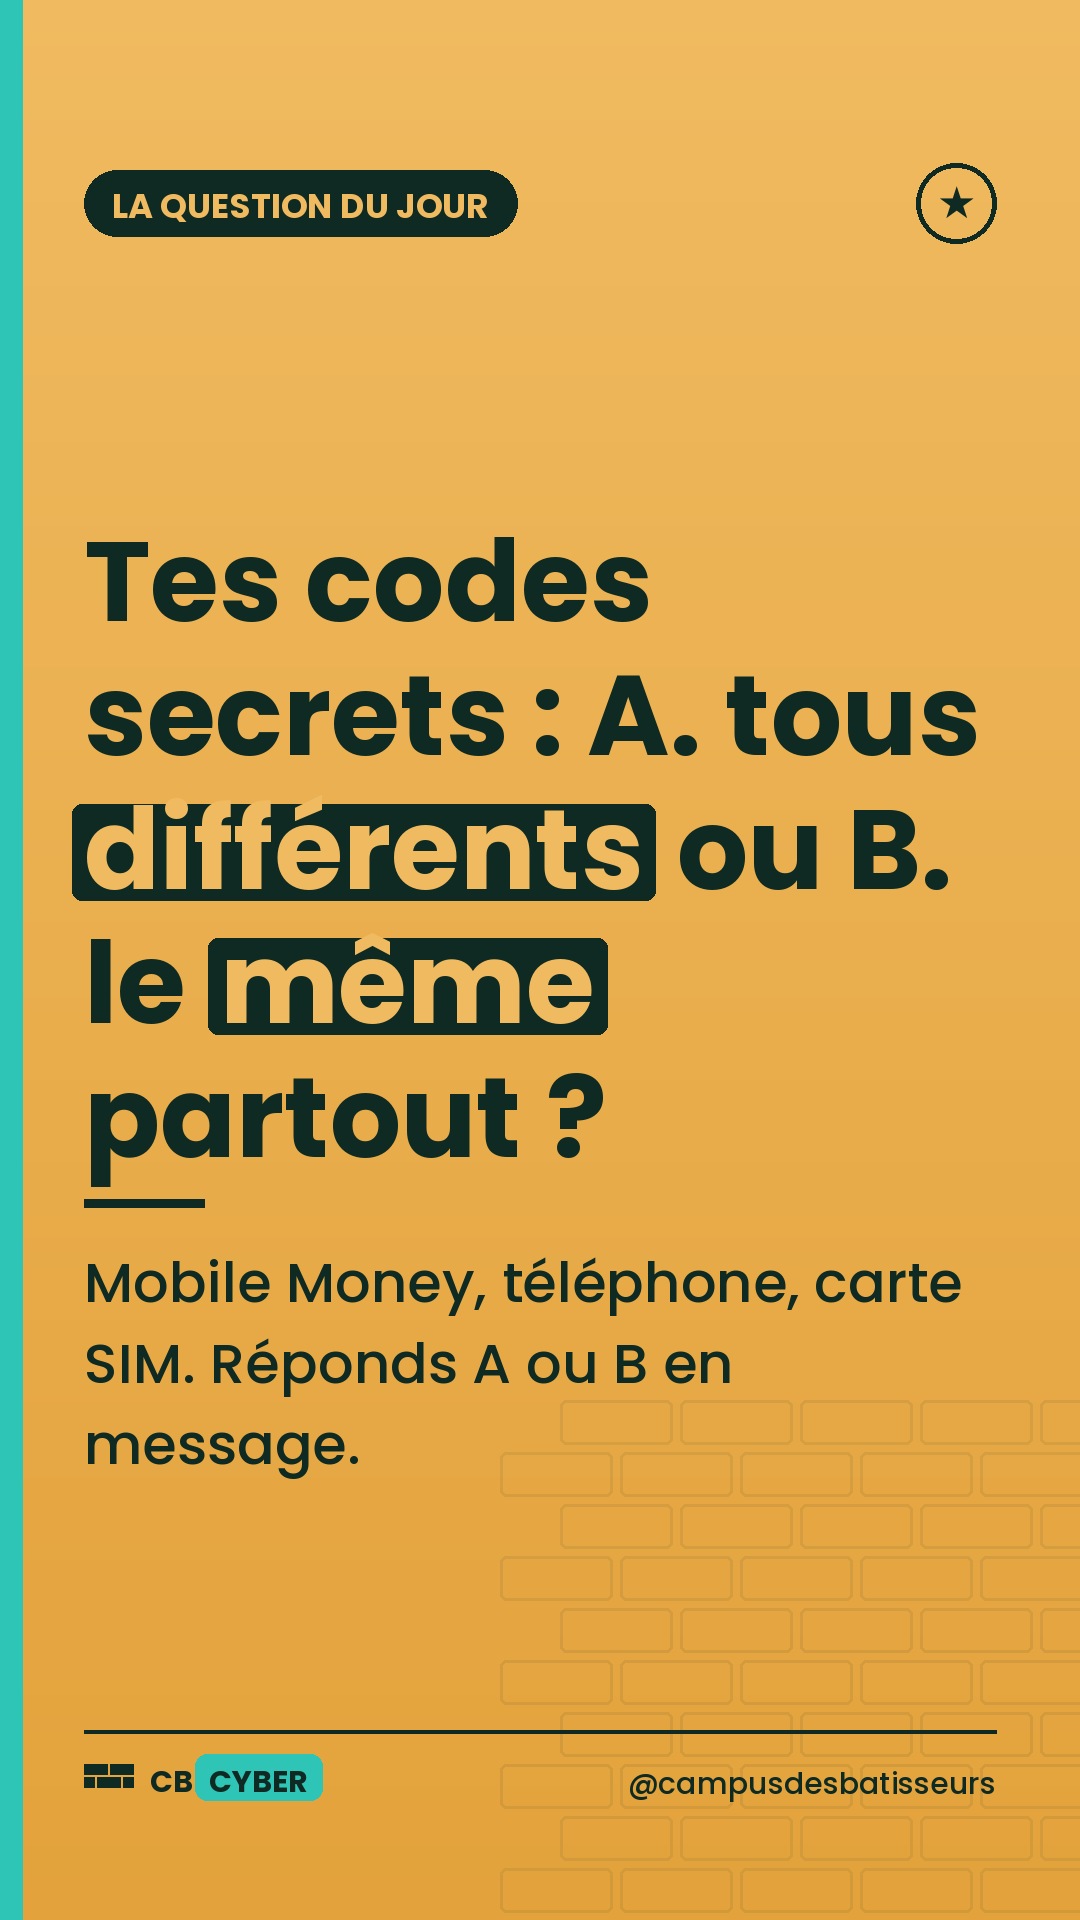 LA QUESTION DU JOUR
Tes codes
secrets : A. tous
différents ou B.
le même
partout ?
Mobile Money, téléphone, carte
SIM. Réponds A ou B en
message.
CB CYBER
@campusdesbatisseurs